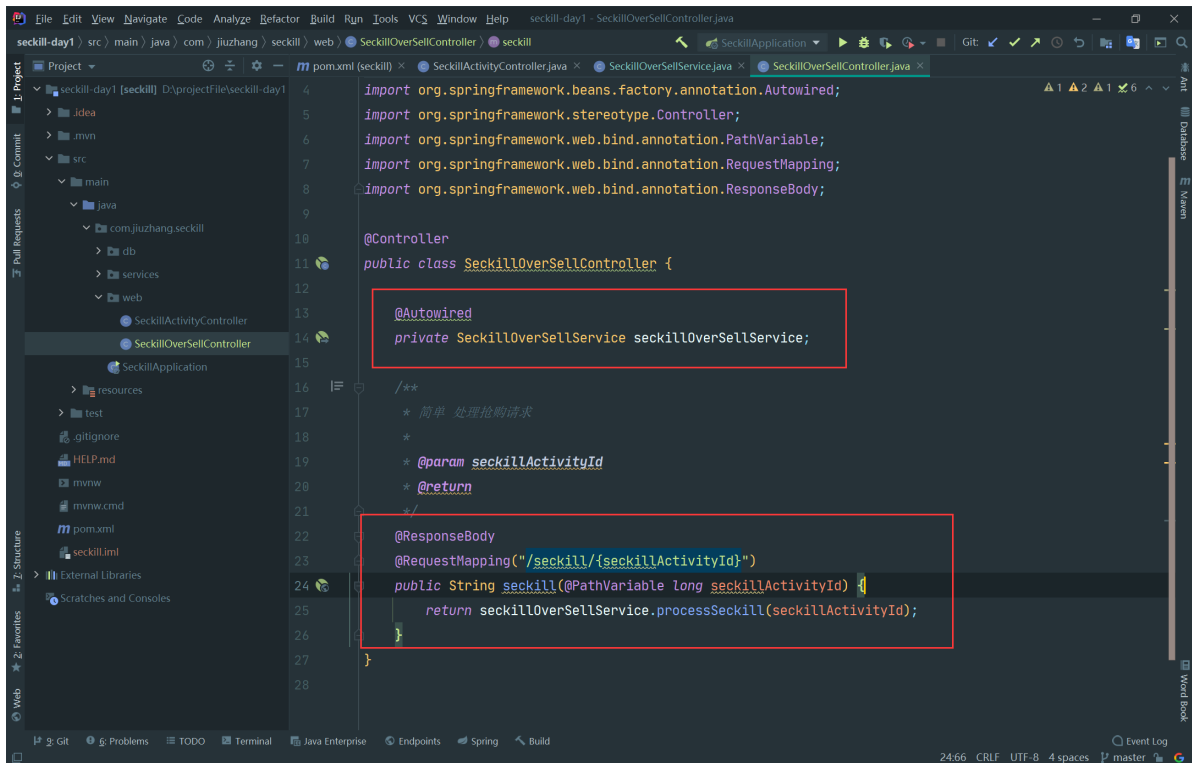 File Edit View Navigate Code Analyze Refactor Build Run Tools VCS Window Help seckill-day1 - SeckillOverSellController.java
seckill-day1 src main java com jiuzhang seckill web SeckillOverSellController seckill SeckillApplication Git:
Project pom.xml (seckill) SeckillActivityController.java SeckillOverSellService.java SeckillOverSellController.java
1: Project
0: Commit
Pull Requests
7: Structure
2: Favorites
Web
seckill-day1 [seckill] D:\projectFile\seckill-day1
.idea
.mvn
src
main
java
com.jiuzhang.seckill
db
services
web
SeckillActivityController
SeckillOverSellController
SeckillApplication
resources
test
.gitignore
HELP.md
mvnw
mvnw.cmd
pom.xml
seckill.iml
External Libraries
Scratches and Consoles
4 import org.springframework.beans.factory.annotation.Autowired;
5 import org.springframework.stereotype.Controller;
6 import org.springframework.web.bind.annotation.PathVariable;
7 import org.springframework.web.bind.annotation.RequestMapping;
8 import org.springframework.web.bind.annotation.ResponseBody;
9
10 @Controller
11 public class SeckillOverSellController {
12
13 @Autowired
14 private SeckillOverSellService seckillOverSellService;
15
16 /**
17 * 简单 处理抢购请求
18 *
19 * @param seckillActivityId
20 * @return
21 */
22 @ResponseBody
23 @RequestMapping("/seckill/{seckillActivityId}")
24 public String seckill(@PathVariable long seckillActivityId) {
25 return seckillOverSellService.processSeckill(seckillActivityId);
26 }
27 }
28
1 2 1 6
Ant
Database
Maven
Word Book
9: Git 6: Problems TODO Terminal Java Enterprise Endpoints Spring Build Event Log
24:66 CRLF UTF-8 4 spaces master